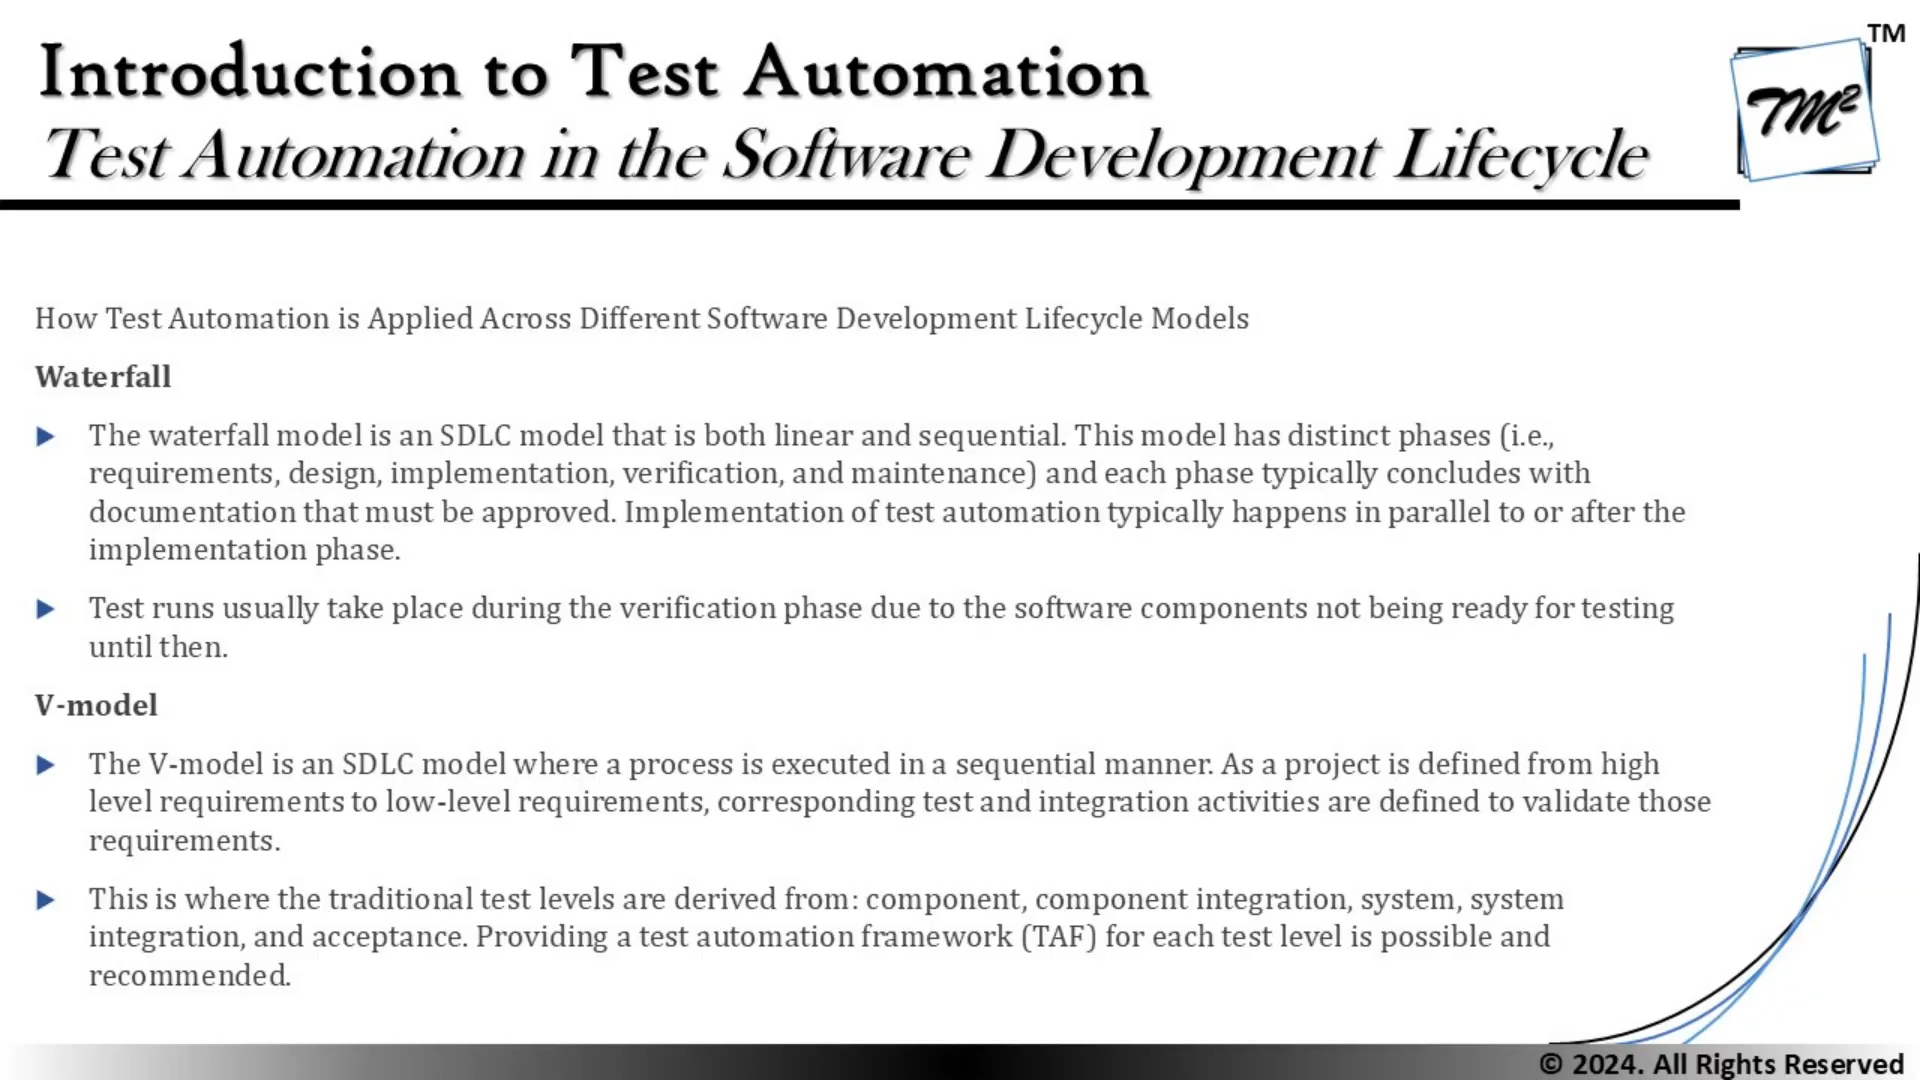 Introduction to Test Automation
Test Automation in the Software Development Lifecycle
TM
TM²
How Test Automation is Applied Across Different Software Development Lifecycle Models
Waterfall
The waterfall model is an SDLC model that is both linear and sequential. This model has distinct phases (i.e.,
requirements, design, implementation, verification, and maintenance) and each phase typically concludes with
documentation that must be approved. Implementation of test automation typically happens in parallel to or after the
implementation phase.
Test runs usually take place during the verification phase due to the software components not being ready for testing
until then.
V-model
The V-model is an SDLC model where a process is executed in a sequential manner. As a project is defined from high
level requirements to low-level requirements, corresponding test and integration activities are defined to validate those
requirements.
This is where the traditional test levels are derived from: component, component integration, system, system
integration, and acceptance. Providing a test automation framework (TAF) for each test level is possible and
recommended.
© 2024. All Rights Reserved